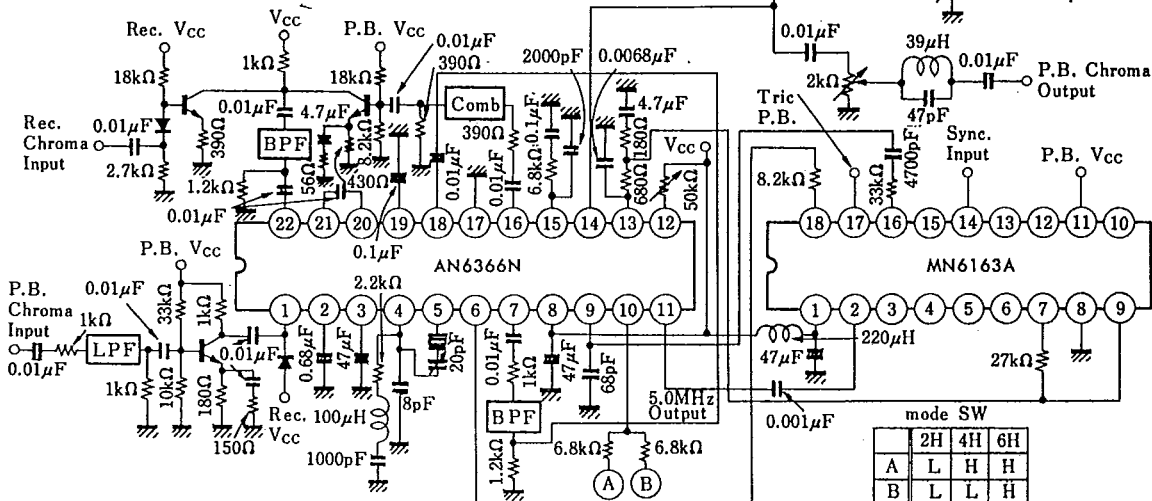 Rec. VCC
VCC
P.B. VCC
0.01μF
390Ω
2000pF
0.0068μF
0.01μF
39μH
0.01μF
18kΩ
1kΩ
18kΩ
2kΩ
P.B. Chroma
Output
47pF
0.01μF
4.7μF
Comb
390Ω
4.7μF
Tric
P.B.
Rec.
Chroma
Input
0.01μF
390Ω
BPF
8.2kΩ
0.1μF
180Ω
VCC
Sync.
Input
4700pF
P.B. VCC
2.7kΩ
1.2kΩ
56Ω
430Ω
0.01μF
0.01μF
6.8kΩ
680Ω
50kΩ
8.2kΩ
33kΩ
0.01μF
22 21 20 19 18 17 16 15 14 13 12
18 17 16 15 14 13 12 11 10
0.1μF
AN6366N
MN6163A
P.B. VCC
2.2kΩ
P.B.
Chroma
Input
0.01μF
33kΩ
1kΩ
1 2 3 4 5 6 7 8 9 10 11
1 2 3 4 5 6 7 8 9
1kΩ
LPF
0.01μF
0.01μF
0.68μF
47μF
20pF
0.01μF
1kΩ
47μF
68pF
220μH
47μF
27kΩ
1kΩ
10kΩ
180Ω
Rec.
VCC
100μH
8pF
BPF
5.0MHz
Output
0.001μF
150Ω
1000pF
1.2kΩ
6.8kΩ
6.8kΩ
A B
mode SW
2H 4H 6H
A L H H
B L L H